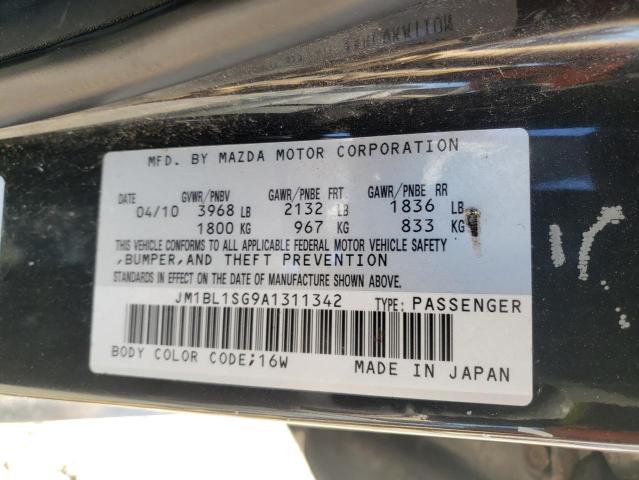 MFD. BY MAZDA MOTOR CORPORATION
DATE GVWR/PNBV GAWR/PNBE FRT GAWR/PNBE RR
04/10 3968 LB 2132 LB 1836 LB
1800 KG 967 KG 833 KG
THIS VEHICLE CONFORMS TO ALL APPLICABLE FEDERAL MOTOR VEHICLE SAFETY
,BUMPER,AND THEFT PREVENTION
STANDARDS IN EFFECT ON THE DATE OF MANUFACTURE SHOWN ABOVE.
JM1BL1SG9A1311342 TYPE: PASSENGER
BODY COLOR CODE;16W MADE IN JAPAN